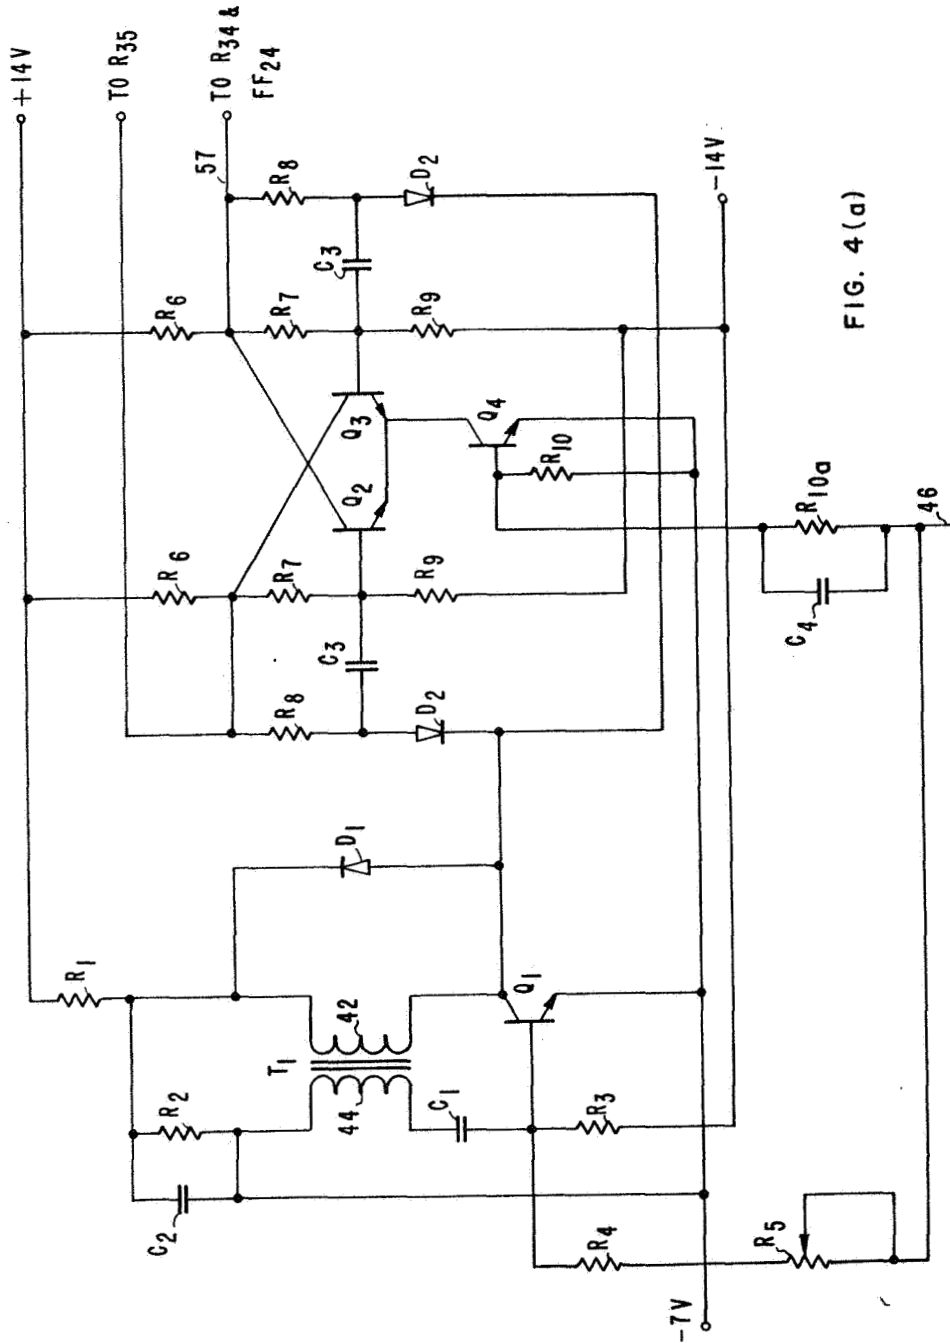 +14V
TO R35
TO R34 &
FF24
57
R1
R6
R6
R8
R7
C3
R9
D2
R8
R7
C3
R9
D2
Q2
Q3
Q4
R10
D1
R2
C2
T1
42
44
C1
Q1
R3
R4
R5
-7V
-14V
C4
R10a
46
FIG. 4(a)